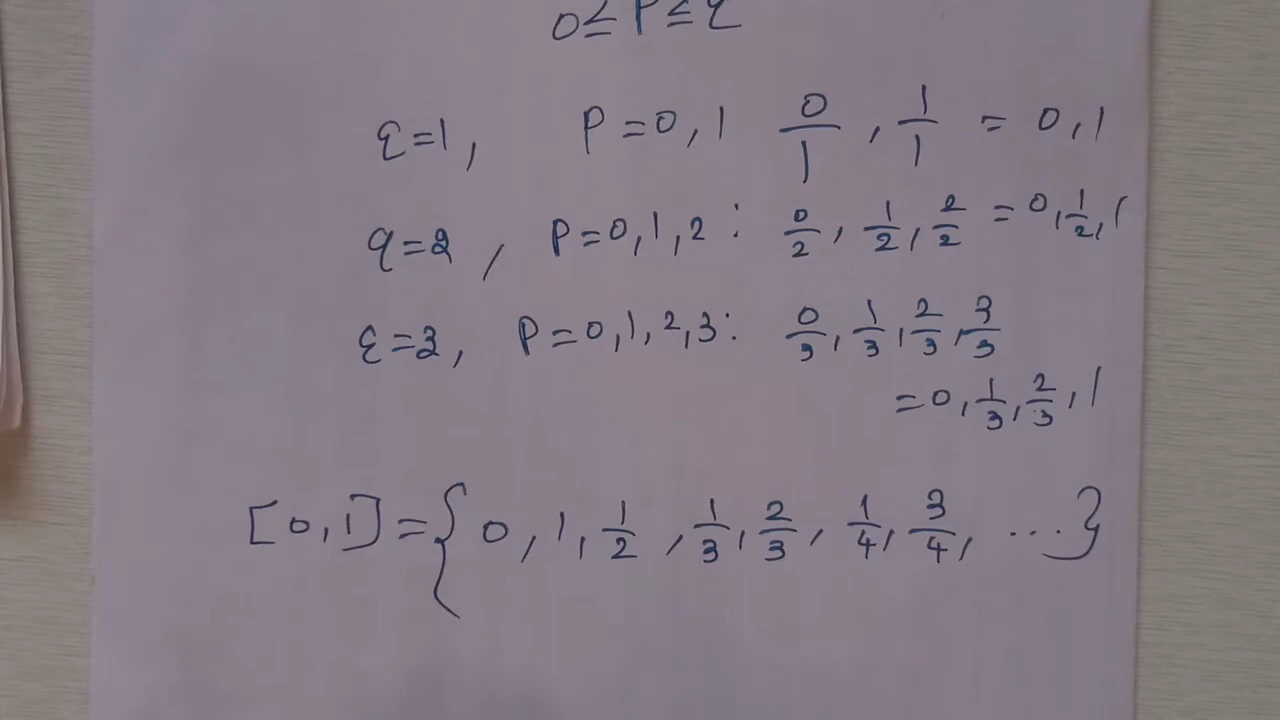 0 ≤ P ≤ q
q=1, P=0,1 0/1, 1/1 = 0,1
q=2, P=0,1,2: 0/2, 1/2, 2/2 = 0, 1/2, 1
q=3, P=0,1,2,3: 0/3, 1/3, 2/3, 3/3
=0, 1/3, 2/3, 1
[0,1]={0, 1, 1/2, 1/3, 2/3, 1/4, 3/4, ...}